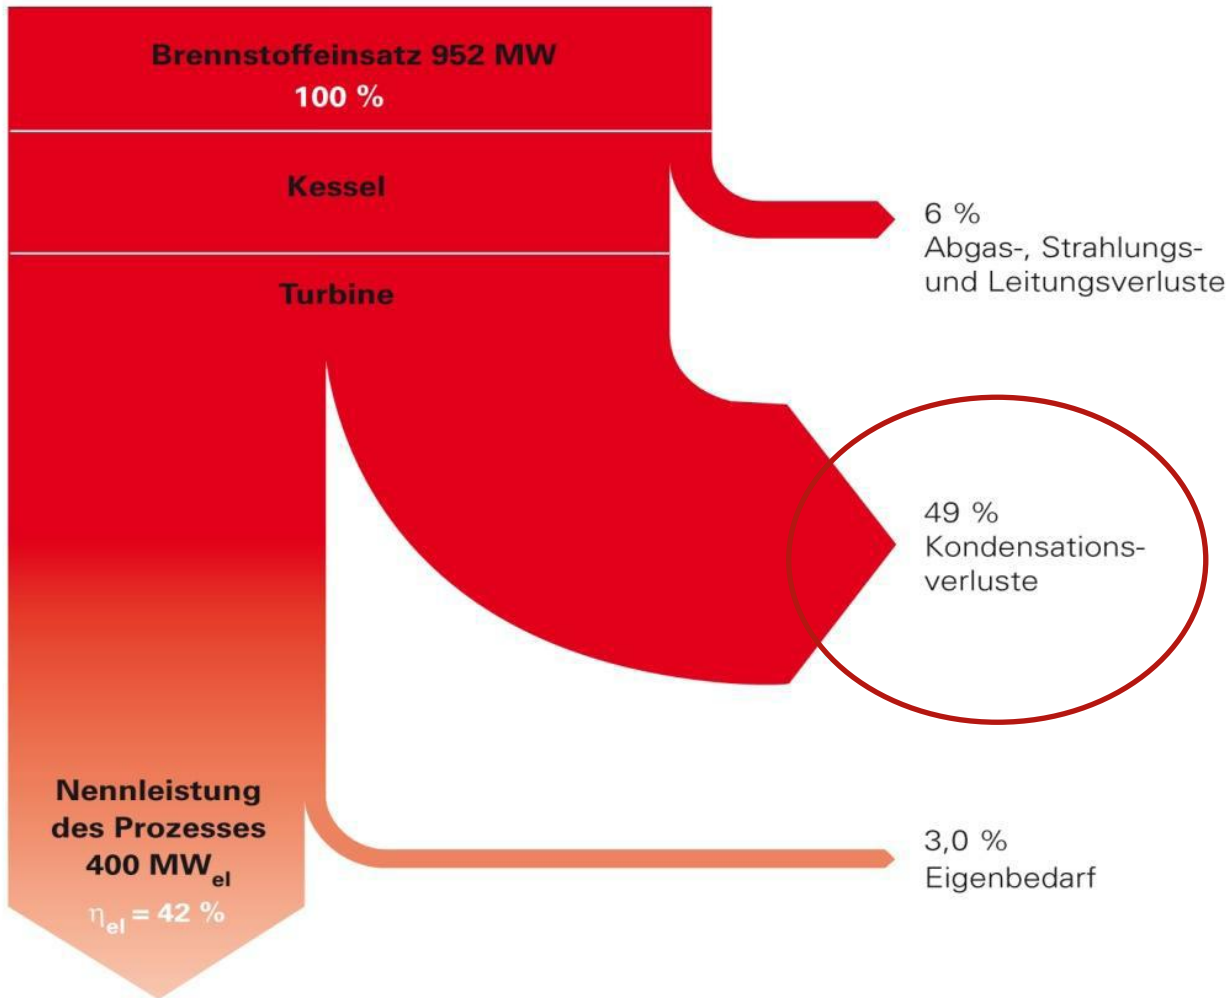 Brennstoffeinsatz 952 MW
100 %
Kessel
6 %
Abgas-, Strahlungs-
und Leitungsverluste
Turbine
49 %
Kondensations-
verluste
Nennleistung
des Prozesses
400 MWel
ηel = 42 %
3,0 %
Eigenbedarf